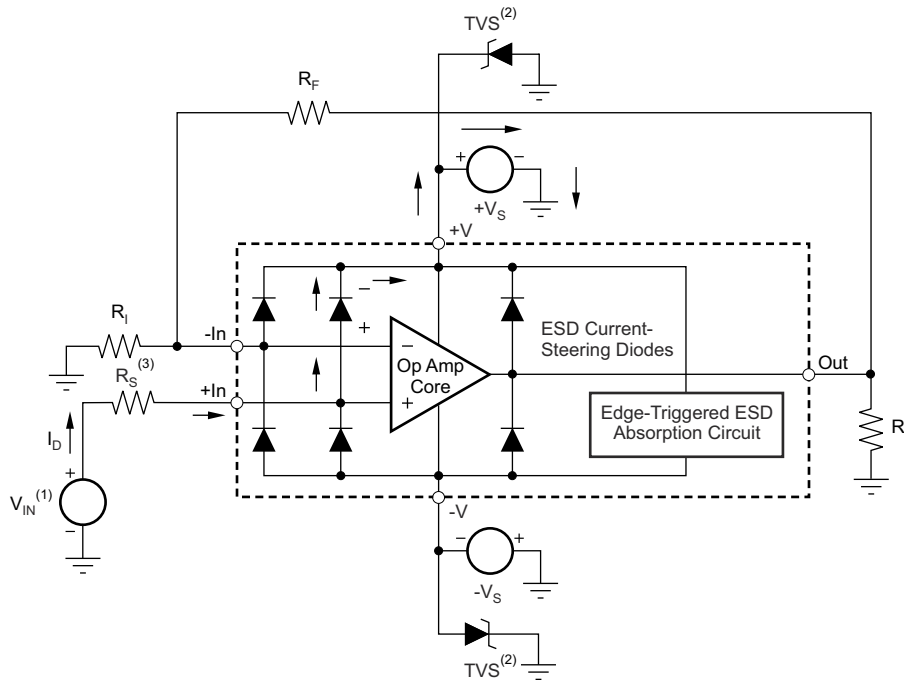 TVS(2)
RF
+ −
+VS
+V
RI
-In
−
+
−
Op Amp
Core
+
ESD Current-
Steering Diodes
Out
RS(3)
+In
Edge-Triggered ESD
Absorption Circuit
R
ID
+
VIN(1)
−
-V
− +
-VS
TVS(2)